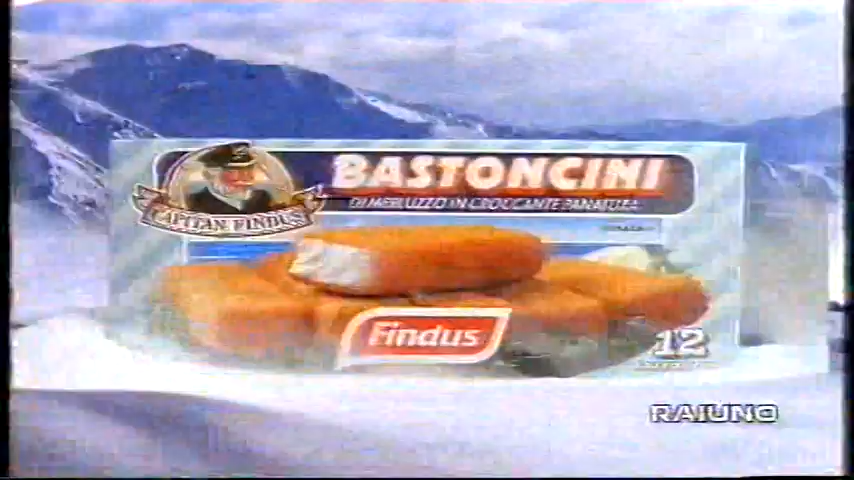 BASTONCINI
DI MERLUZZO IN CROCCANTE PANATURA
CAPITAN FINDUS
Findus
12
RAIUNO